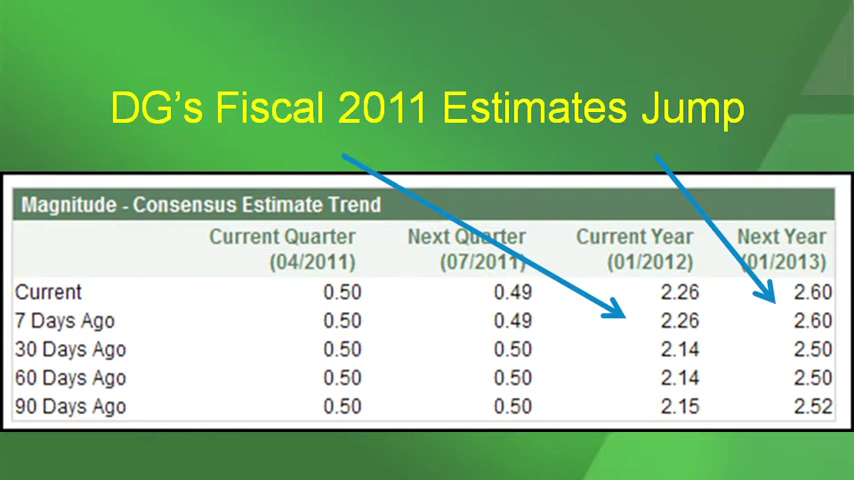 DG's Fiscal 2011 Estimates Jump
Magnitude - Consensus Estimate Trend
Current Quarter Next Quarter Current Year Next Year
(04/2011) (07/2011) (01/2012) (01/2013)
Current 0.50 0.49 2.26 2.60
7 Days Ago 0.50 0.49 2.26 2.60
30 Days Ago 0.50 0.50 2.14 2.50
60 Days Ago 0.50 0.50 2.14 2.50
90 Days Ago 0.50 0.50 2.15 2.52